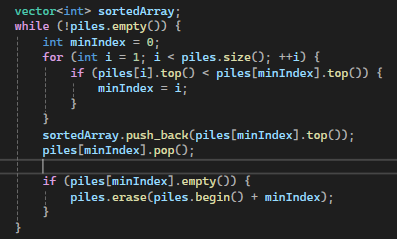 vector<int> sortedArray;
while (!piles.empty()) {
    int minIndex = 0;
    for (int i = 1; i < piles.size(); ++i) {
        if (piles[i].top() < piles[minIndex].top()) {
            minIndex = i;
        }
    }
    sortedArray.push_back(piles[minIndex].top());
    piles[minIndex].pop();
    if (piles[minIndex].empty()) {
        piles.erase(piles.begin() + minIndex);
    }
}